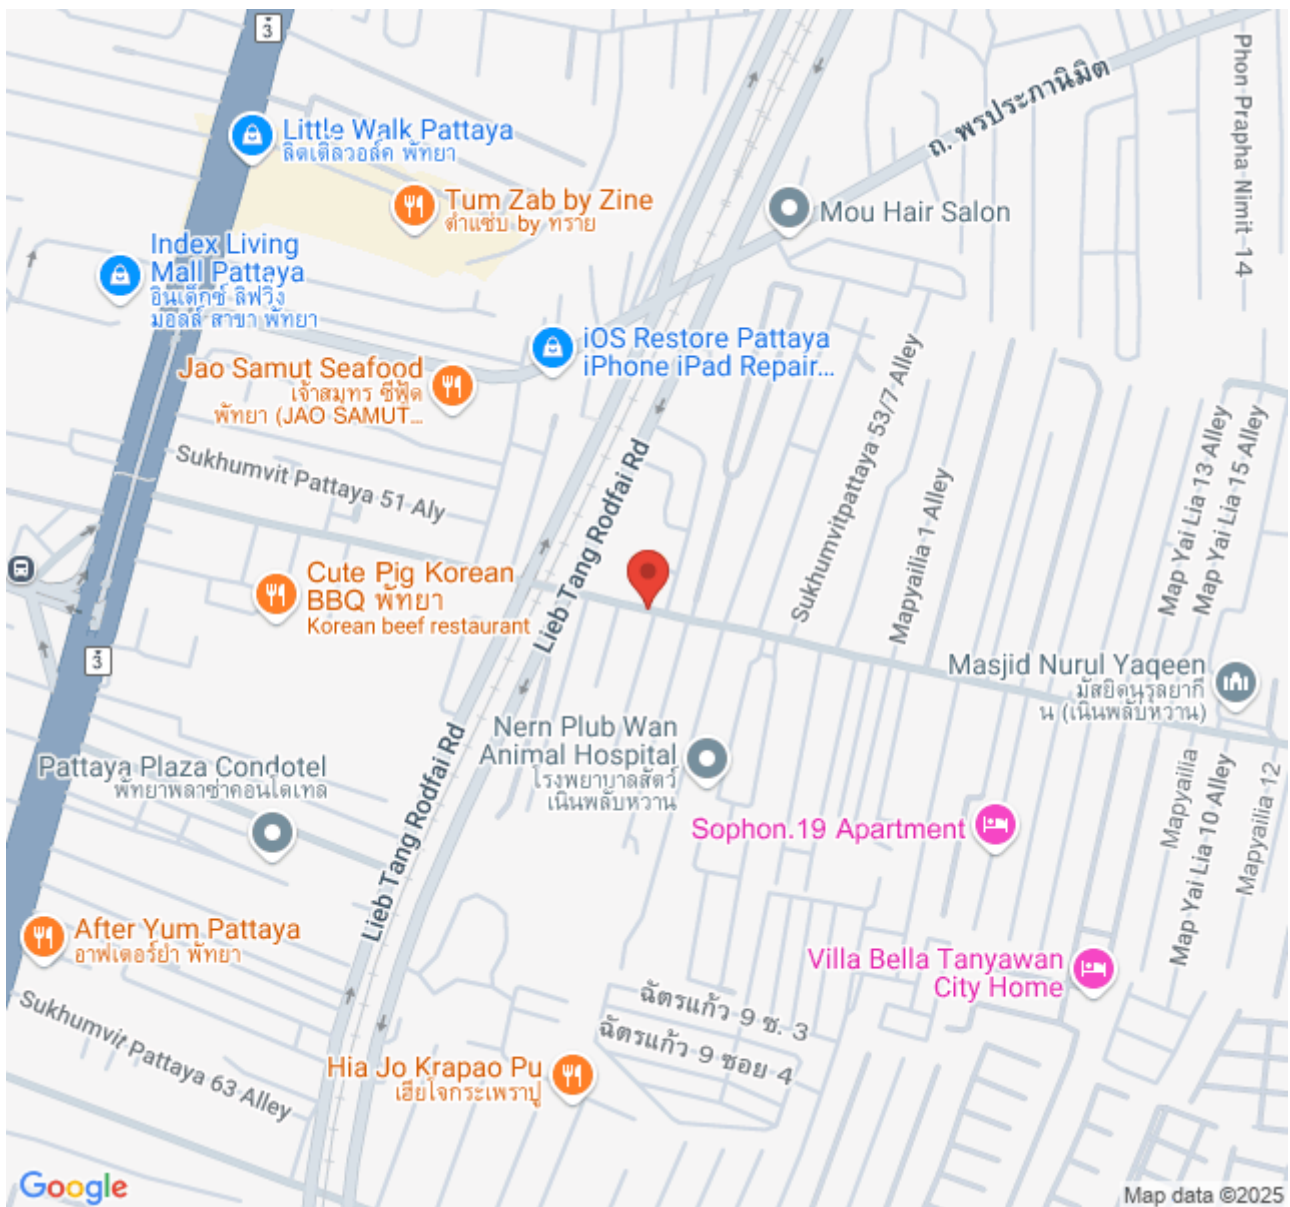 3
Little Walk Pattaya
ลิตเติลวอล์ค พัทยา
Tum Zab by Zine
ตำแซ่บ by ทราย
Mou Hair Salon
ถ. พรประภานิมิต
Phon Prapha Nimit 14
Index Living
Mall Pattaya
อินเด็กซ์ ลิฟวิ่ง
มอลล์ สาขา พัทยา
iOS Restore Pattaya
iPhone iPad Repair...
Jao Samut Seafood
เจ้าสมุทร ซีฟู้ด
พัทยา (JAO SAMUT...
Sukhumvit Pattaya 51 Aly
Lieb Tang Rodfai Rd
Sukhumvitpattaya 53/7 Alley
Mapyailia 1 Alley
Map Yai Lia 13 Alley
Map Yai Lia 15 Alley
Cute Pig Korean
BBQ พัทยา
Korean beef restaurant
3
Masjid Nurul Yaqeen
มัสยิดนูรุลยากี
น (เนินพลับหวาน)
Nern Plub Wan
Animal Hospital
โรงพยาบาลสัตว์
เนินพลับหวาน
Pattaya Plaza Condotel
พัทยาพลาซ่าคอนโดเทล
Lieb Tang Rodfai Rd
Sophon.19 Apartment
Mapyailia
Map Yai Lia 10 Alley
Mapyailia 12
After Yum Pattaya
อาฟเตอร์ยำ พัทยา
Villa Bella Tanyawan
City Home
ฉัตรแก้ว 9 ซ. 3
ฉัตรแก้ว 9 ซอย 4
Sukhumvit Pattaya 63 Alley
Hia Jo Krapao Pu
เฮียโจกระเพราปู
Google
Map data ©2025